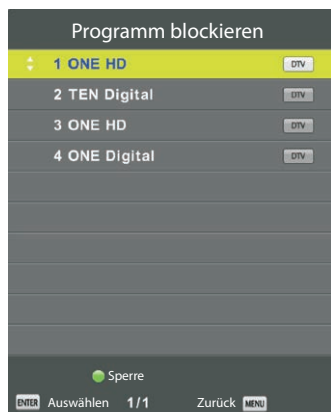 Programm blockieren
1 ONE HD DTV
2 TEN Digital DTV
3 ONE HD DTV
4 ONE Digital DTV
Sperre
ENTER Auswählen 1/1 Zurück MENU